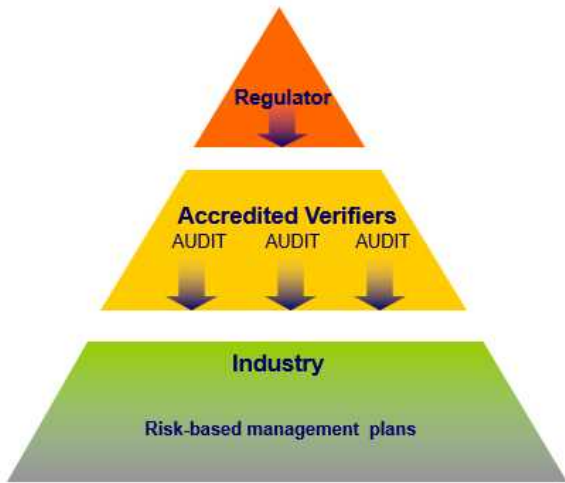 Regulator
Accredited Verifiers
AUDIT AUDIT AUDIT
Industry
Risk-based management plans